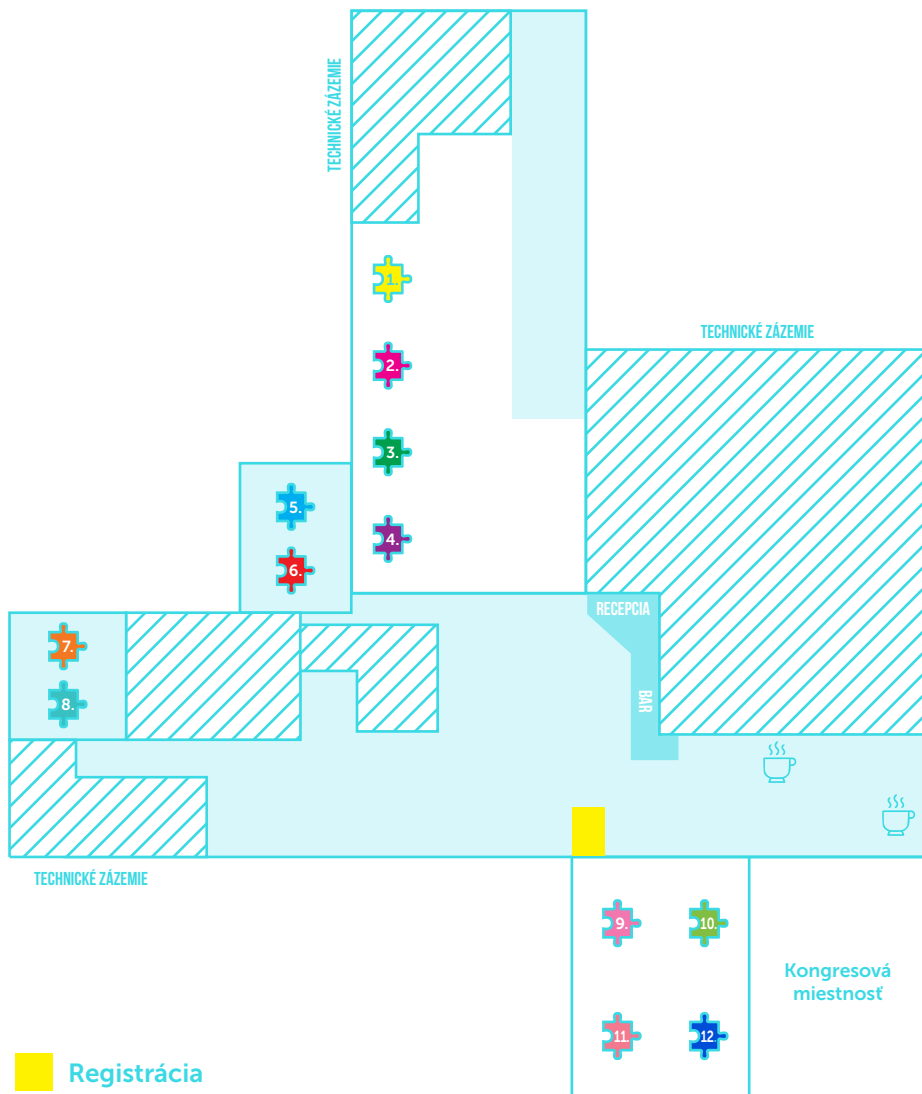 TECHNICKÉ ZÁZEMIE
1.
TECHNICKÉ ZÁZEMIE
2.
3.
5.
4.
6.
RECEPCIA
7.
BAR
8.
TECHNICKÉ ZÁZEMIE
9.
10.
Kongresová
miestnosť
11.
12.
Registrácia